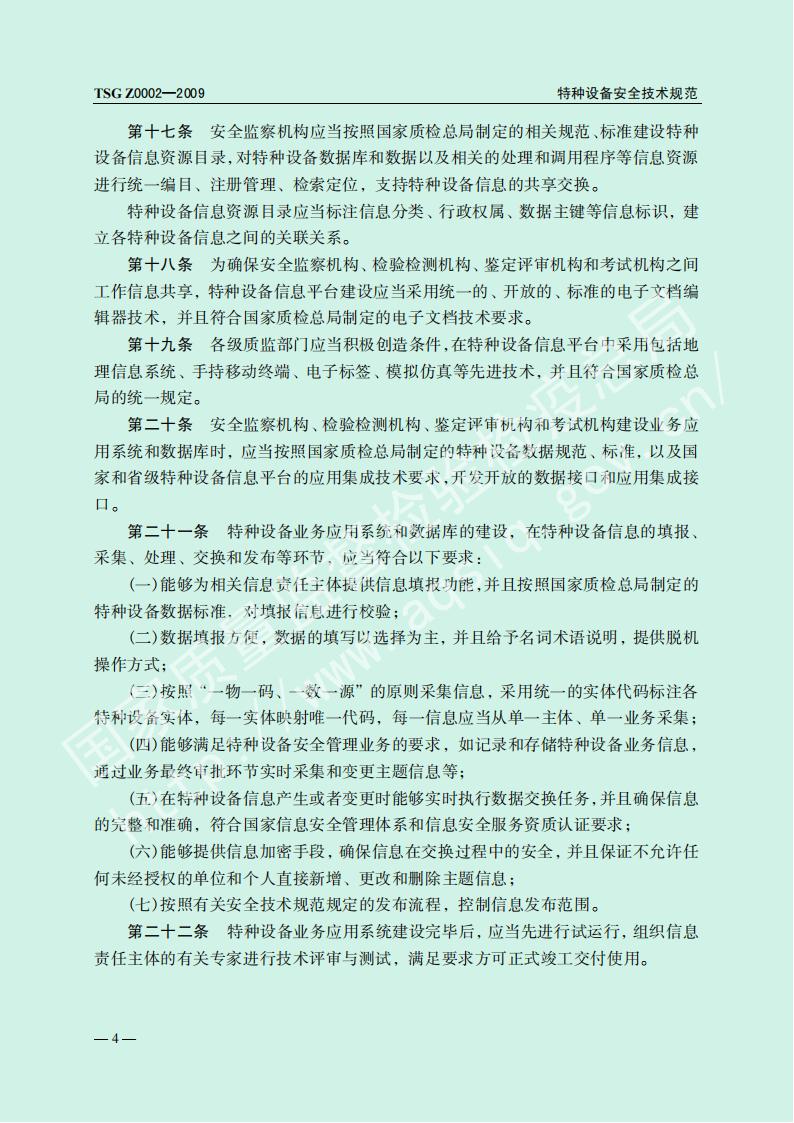 TSG Z0002—2009 特种设备安全技术规范
第十七条 安全监察机构应当按照国家质检总局制定的相关规范、标准建设特种
设备信息资源目录,对特种设备数据库和数据以及相关的处理和调用程序等信息资源
进行统一编目、注册管理、检索定位，支持特种设备信息的共享交换。
特种设备信息资源目录应当标注信息分类、行政权属、数据主键等信息标识，建
立各特种设备信息之间的关联关系。
第十八条 为确保安全监察机构、检验检测机构、鉴定评审机构和考试机构之间
工作信息共享，特种设备信息平台建设应当采用统一的、开放的、标准的电子文档编
辑器技术，并且符合国家质检总局制定的电子文档技术要求。
第十九条 各级质监部门应当积极创造条件,在特种设备信息平台中采用包括地
理信息系统、手持移动终端、电子标签、模拟仿真等先进技术，并且符合国家质检总
局的统一规定。
第二十条 安全监察机构、检验检测机构、鉴定评审机构和考试机构建设业务应
用系统和数据库时，应当按照国家质检总局制定的特种设备数据规范、标准，以及国
家和省级特种设备信息平台的应用集成技术要求,开发开放的数据接口和应用集成接
口。
第二十一条 特种设备业务应用系统和数据库的建设，在特种设备信息的填报、
采集、处理、交换和发布等环节，应当符合以下要求：
(一)能够为相关信息责任主体提供信息填报功能,并且按照国家质检总局制定的
特种设备数据标准．对填报信息进行校验；
(二)数据填报方便，数据的填写以选择为主，并且给予名词术语说明，提供脱机
操作方式；
(三)按照“一物一码、一数一源”的原则采集信息，采用统一的实体代码标注各
特种设备实体，每一实体映射唯一代码，每一信息应当从单一主体、单一业务采集；
(四)能够满足特种设备安全管理业务的要求，如记录和存储特种设备业务信息，
通过业务最终审批环节实时采集和变更主题信息等；
(五)在特种设备信息产生或者变更时能够实时执行数据交换任务,并且确保信息
的完整和准确，符合国家信息安全管理体系和信息安全服务资质认证要求；
(六)能够提供信息加密手段，确保信息在交换过程中的安全，并且保证不允许任
何未经授权的单位和个人直接新增、更改和删除主题信息；
(七)按照有关安全技术规范规定的发布流程，控制信息发布范围。
第二十二条 特种设备业务应用系统建设完毕后，应当先进行试运行，组织信息
责任主体的有关专家进行技术评审与测试，满足要求方可正式竣工交付使用。
— 4 —
国家质量监督检验检疫总局
http://www.aqsiq.gov.cn/